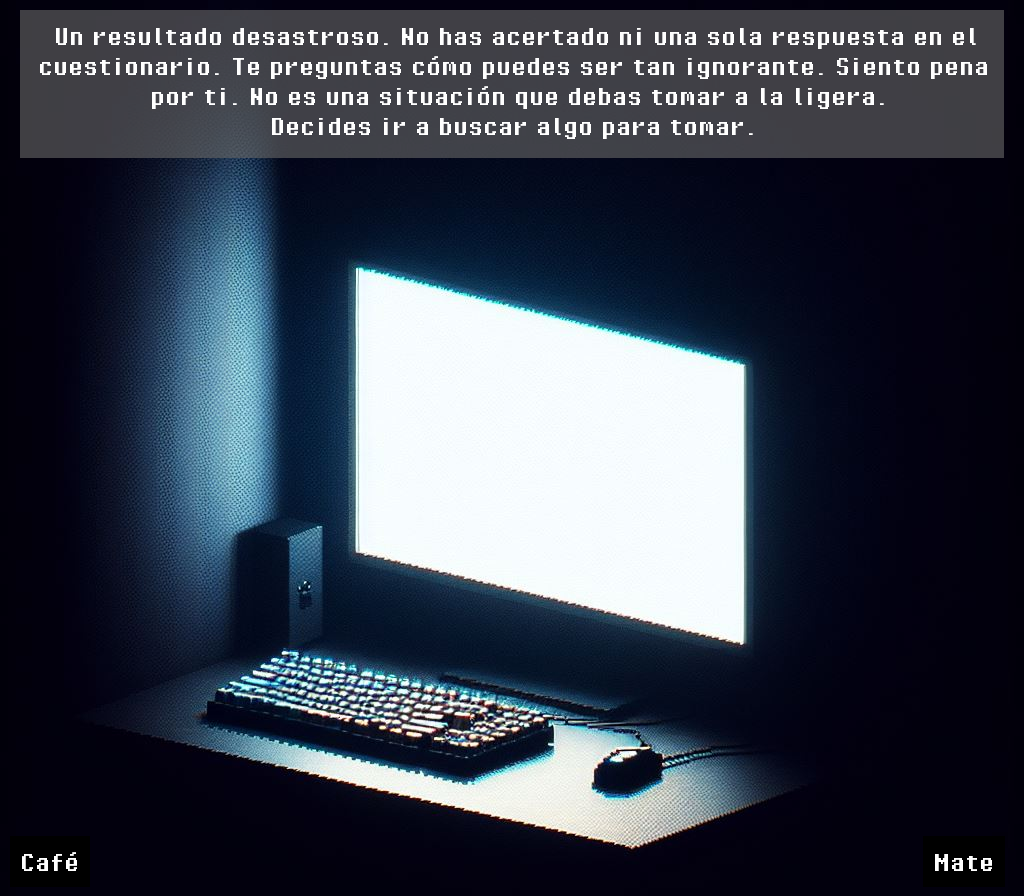 Un resultado desastroso. No has acertado ni una sola respuesta en el
cuestionario. Te preguntas cómo puedes ser tan ignorante. Siento pena
por ti. No es una situación que debas tomar a la ligera.
Decides ir a buscar algo para tomar.
Café
Mate